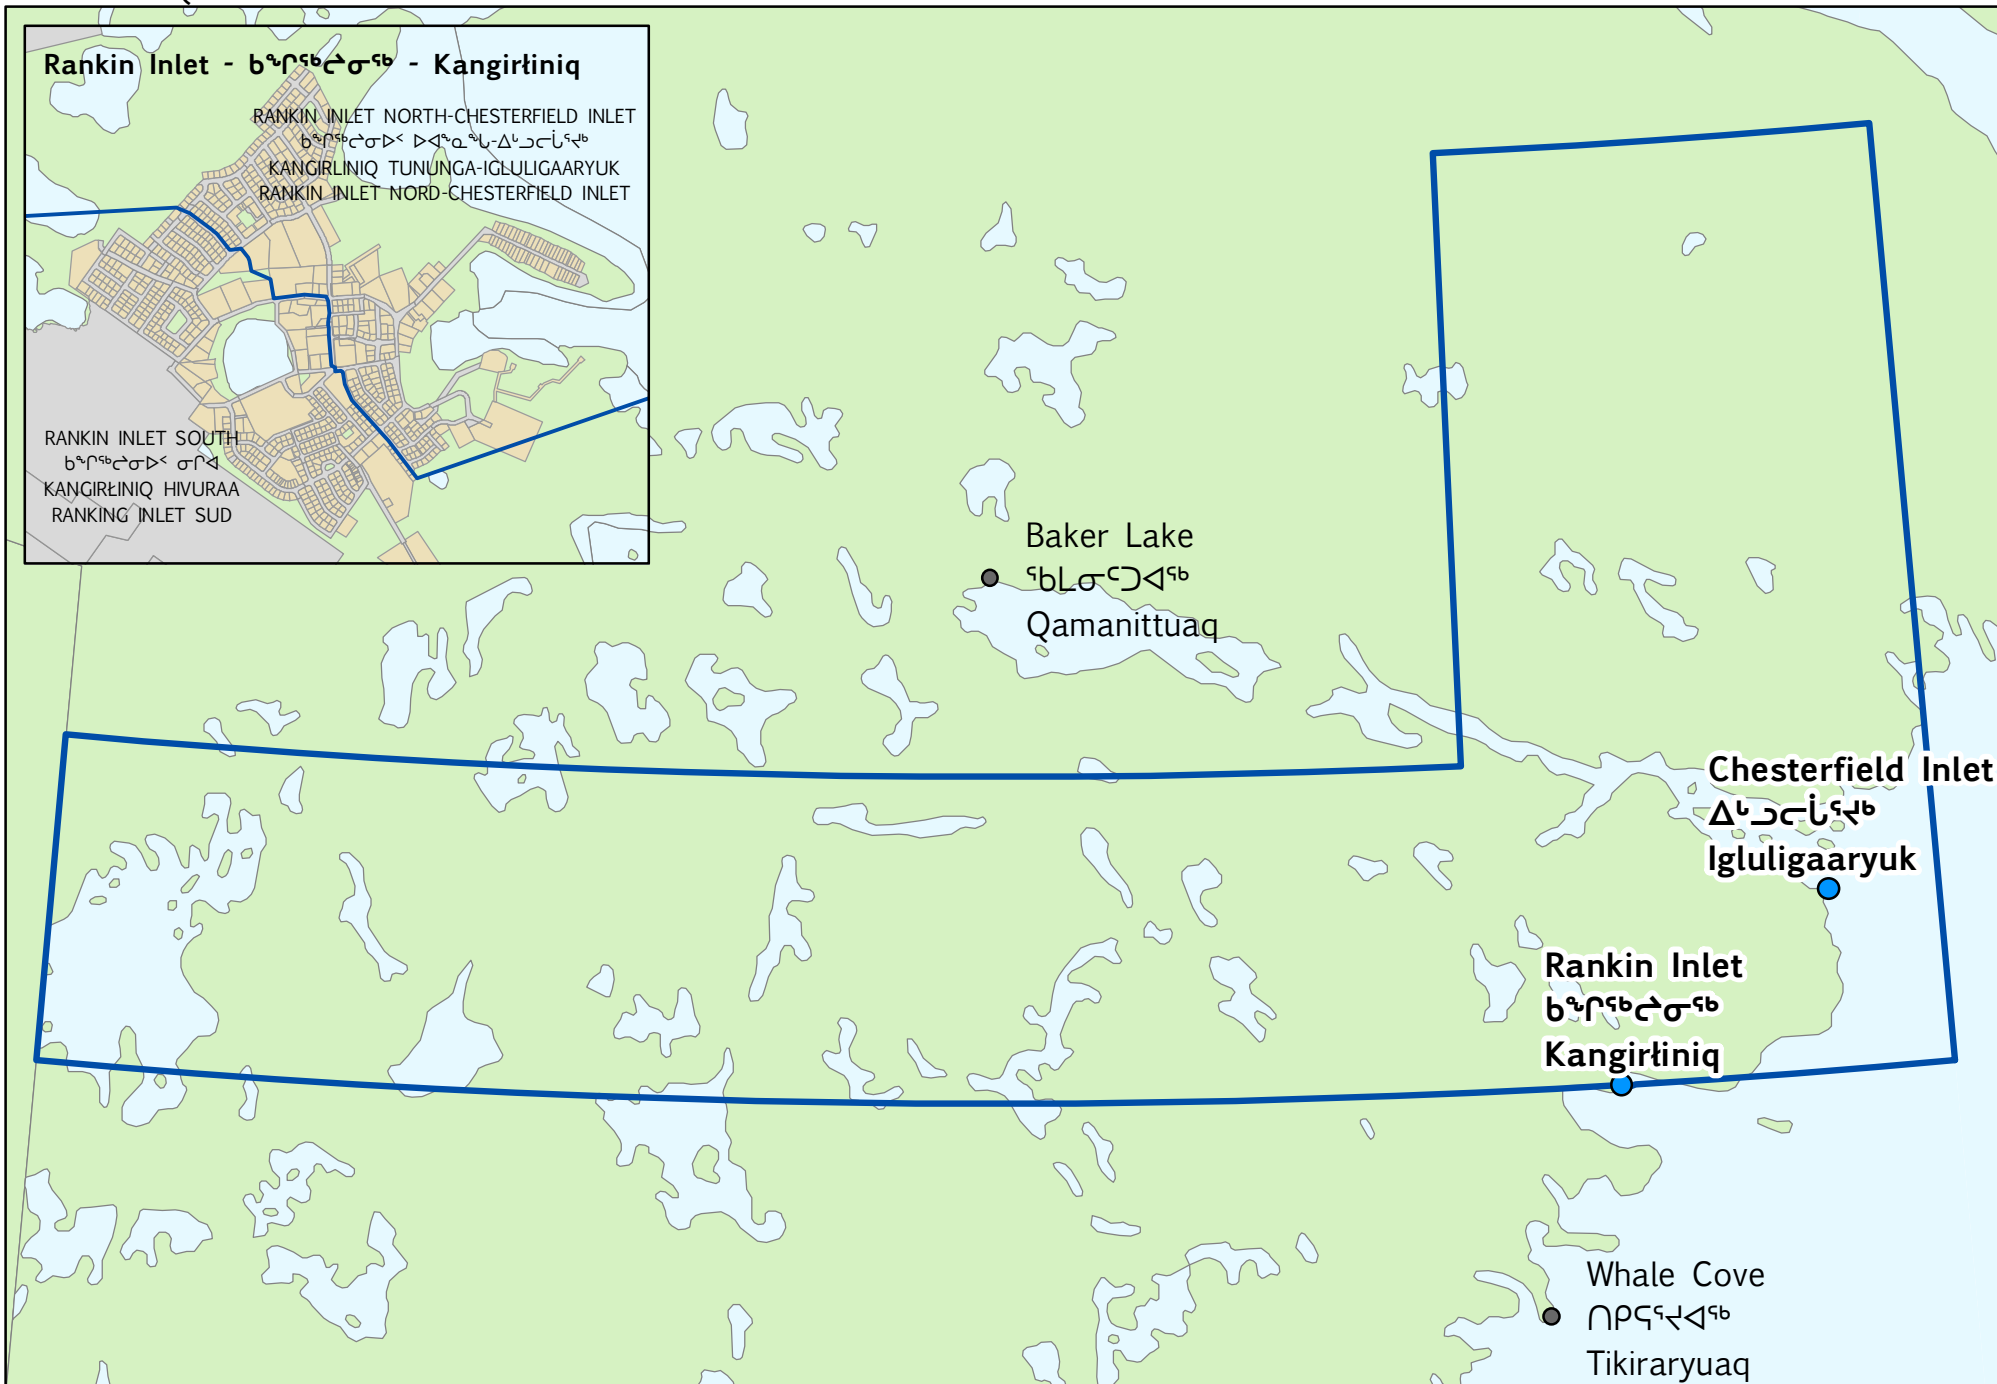 Rankin Inlet - ᑲᖏᖅᖠᓂᖅ - Kangirłiniq
RANKIN INLET NORTH-CHESTERFIELD INLET
ᑲᖏᖅᖠᓂᐅᑉ ᐅᐊᖕᓇᖓ-ᐃᒡᓗᓕᒑᕐᔪᒃ
KANGIRLINIQ TUNUNGA-IGLULIGAARYUK
RANKIN INLET NORD-CHESTERFIELD INLET
RANKIN INLET SOUTH
ᑲᖏᖅᖠᓂᐅᑉ ᓂᒋᐊ
KANGIRŁINIQ HIVURAA
RANKING INLET SUD
Baker Lake
ᖃᒪᓂᑦᑐᐊᖅ
Qamanittuaq
Chesterfield Inlet
ᐃᒡᓗᓕᒑᕐᔪᒃ
Igluligaaryuk
Rankin Inlet
ᑲᖏᖅᖠᓂᖅ
Kangirłiniq
Whale Cove
ᑎᑭᕋᕐᔪᐊᖅ
Tikiraryuaq